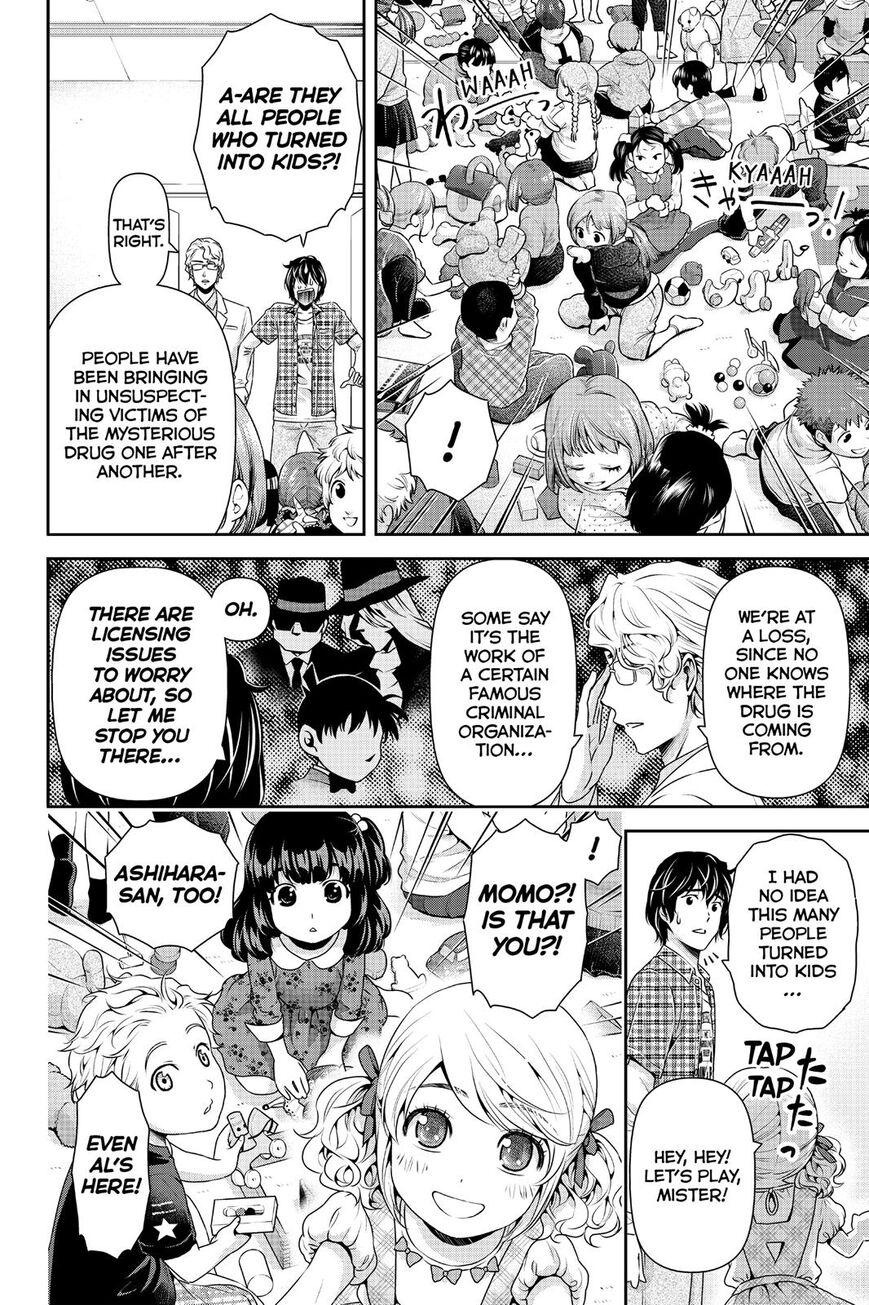 WAAAH
わーっ
KYAAAH
きゃーっ!
!
A-ARE THEY
ALL PEOPLE
WHO TURNED
INTO KIDS?!
THAT'S
RIGHT.
PEOPLE HAVE
BEEN BRINGING
IN UNSUSPECT-
ING VICTIMS OF
THE MYSTERIOUS
DRUG ONE AFTER
ANOTHER.
WE'RE AT
A LOSS,
SINCE NO
ONE KNOWS
WHERE THE
DRUG IS
COMING
FROM.
SOME SAY
IT'S THE
WORK OF
A CERTAIN
FAMOUS
CRIMINAL
ORGANIZA-
TION...
OH.
THERE ARE
LICENSING
ISSUES
TO WORRY
ABOUT, SO
LET ME
STOP YOU
THERE...
I HAD
NO IDEA
THIS MANY
PEOPLE
TURNED
INTO KIDS
...
TAP
TAP
たたっ
HEY, HEY!
LET'S PLAY,
MISTER!
!
MOMO?!
IS THAT
YOU?!
ASHIHARA-
SAN, TOO!
EVEN
AL'S
HERE!